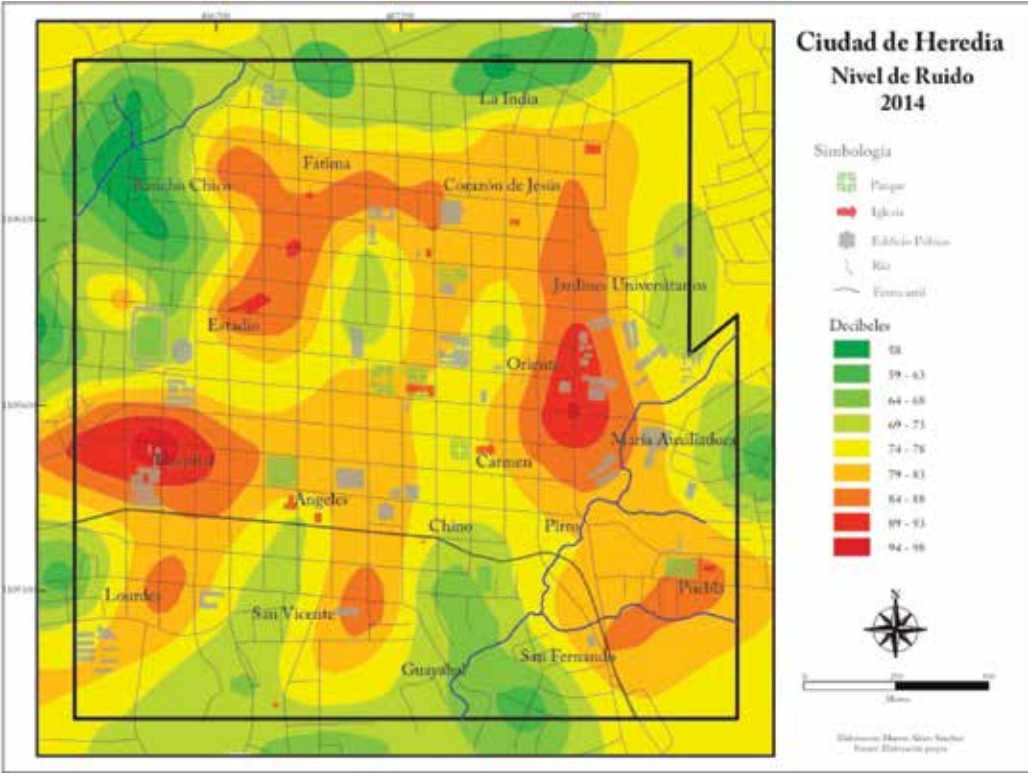 Ciudad de Heredia
Nivel de Ruido
2014
Simbología
Parque
Iglesia
Edificio Público
Río
Ferrocarril
Decibeles
58
59 - 63
64 - 68
69 - 73
74 - 78
79 - 83
84 - 88
89 - 93
94 - 98
N
Metros
La India
Fátima
Rancho Chico
Corazón de Jesús
Jardines Universitarios
Estadio
Oriente
María Auxiliadora
Hospital
Carmen
Angeles
Chino
Pirro
Lourdes
Puebla
San Vicente
San Fernando
Guayabal